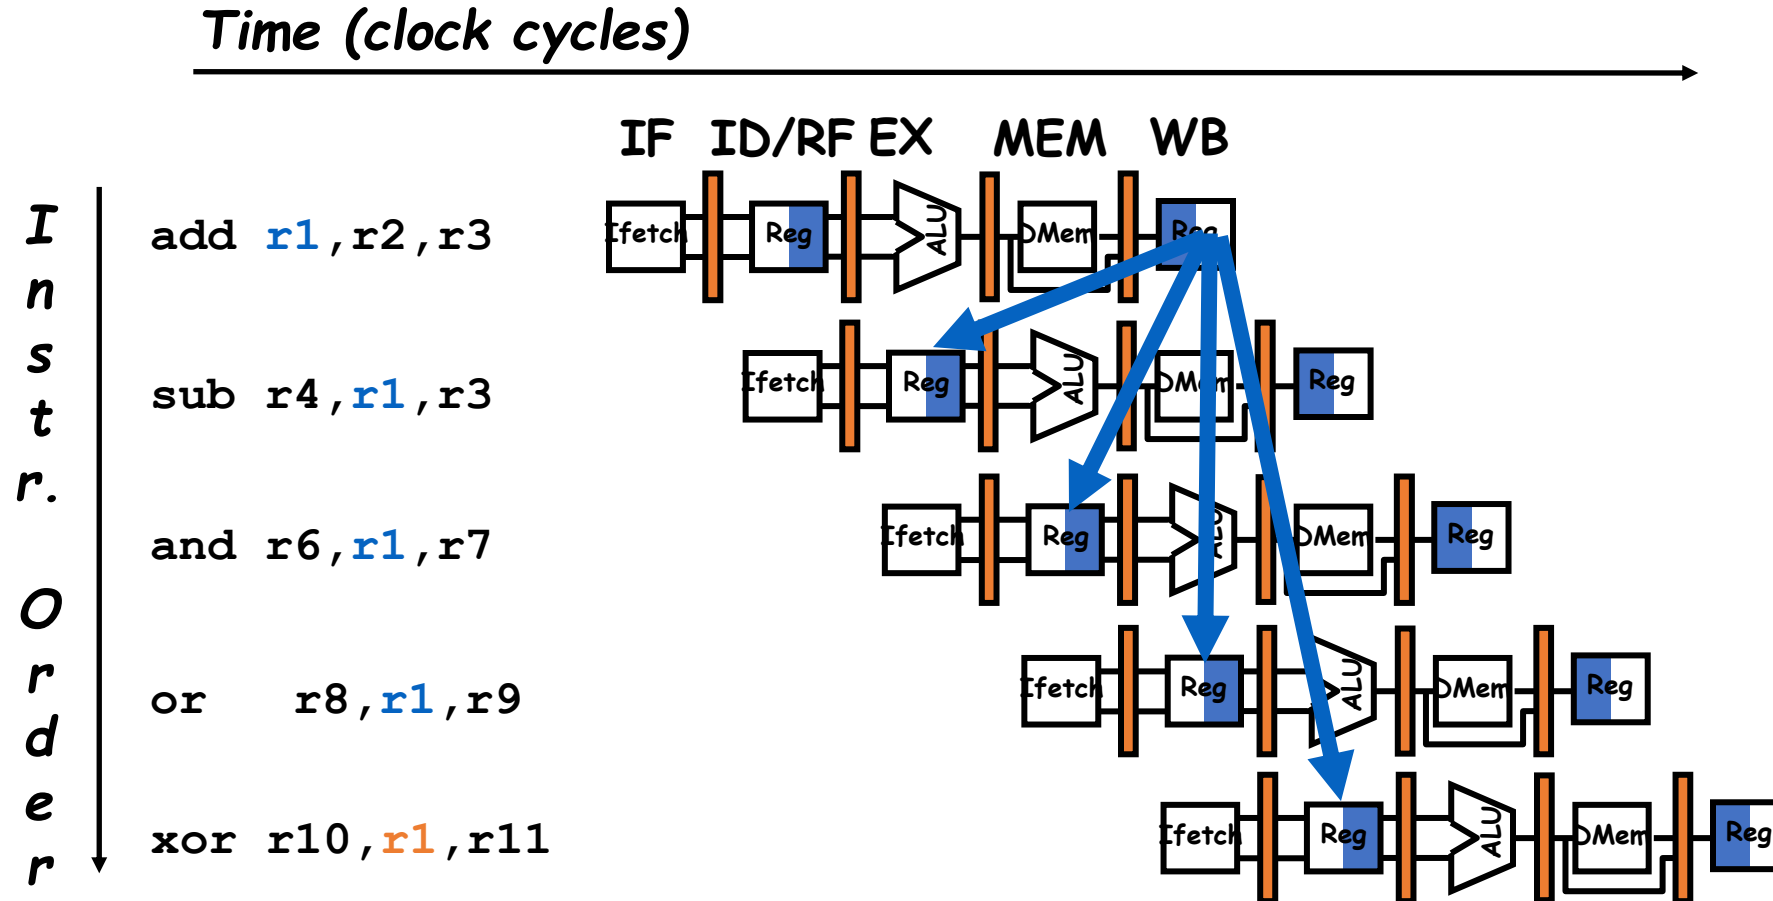 Time (clock cycles)
IF ID/RF EX MEM WB
Instr. Order
add r1,r2,r3
Ifetch Reg ALU DMem Reg
sub r4,r1,r3
Ifetch Reg ALU DMem Reg
and r6,r1,r7
Ifetch Reg ALU DMem Reg
or r8,r1,r9
Ifetch Reg ALU DMem Reg
xor r10,r1,r11
Ifetch Reg ALU DMem Reg